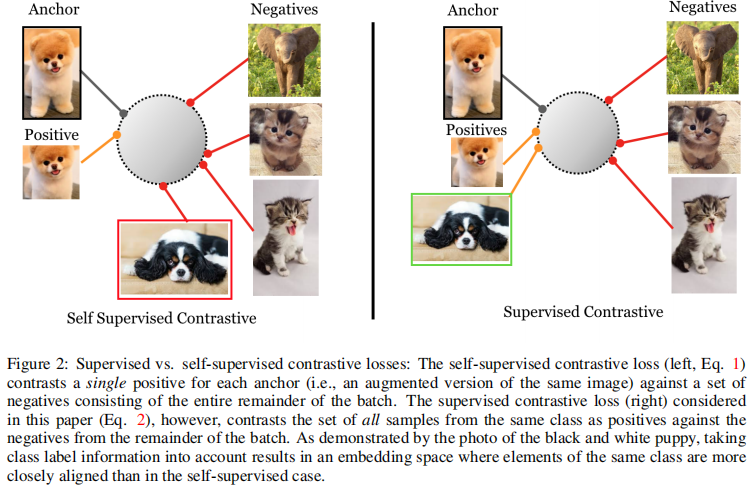 Anchor
Negatives
Positive
Self Supervised Contrastive
Anchor
Negatives
Positives
Supervised Contrastive
Figure 2: Supervised vs. self-supervised contrastive losses: The self-supervised contrastive loss (left, Eq. 1)
contrasts a single positive for each anchor (i.e., an augmented version of the same image) against a set of
negatives consisting of the entire remainder of the batch. The supervised contrastive loss (right) considered
in this paper (Eq. 2), however, contrasts the set of all samples from the same class as positives against the
negatives from the remainder of the batch. As demonstrated by the photo of the black and white puppy, taking
class label information into account results in an embedding space where elements of the same class are more
closely aligned than in the self-supervised case.